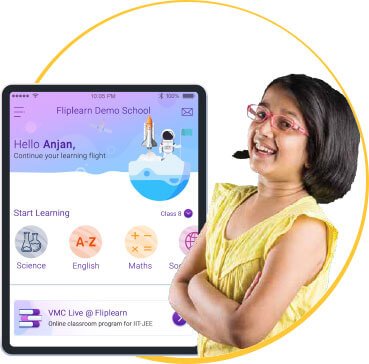 10:05 PM 100%
Fliplearn Demo School
Hello Anjan,
Continue your learning flight
Start Learning
Class 8
A-Z
Science English Maths
VMC Live @ Fliplearn
Online classroom program for IIT-JEE